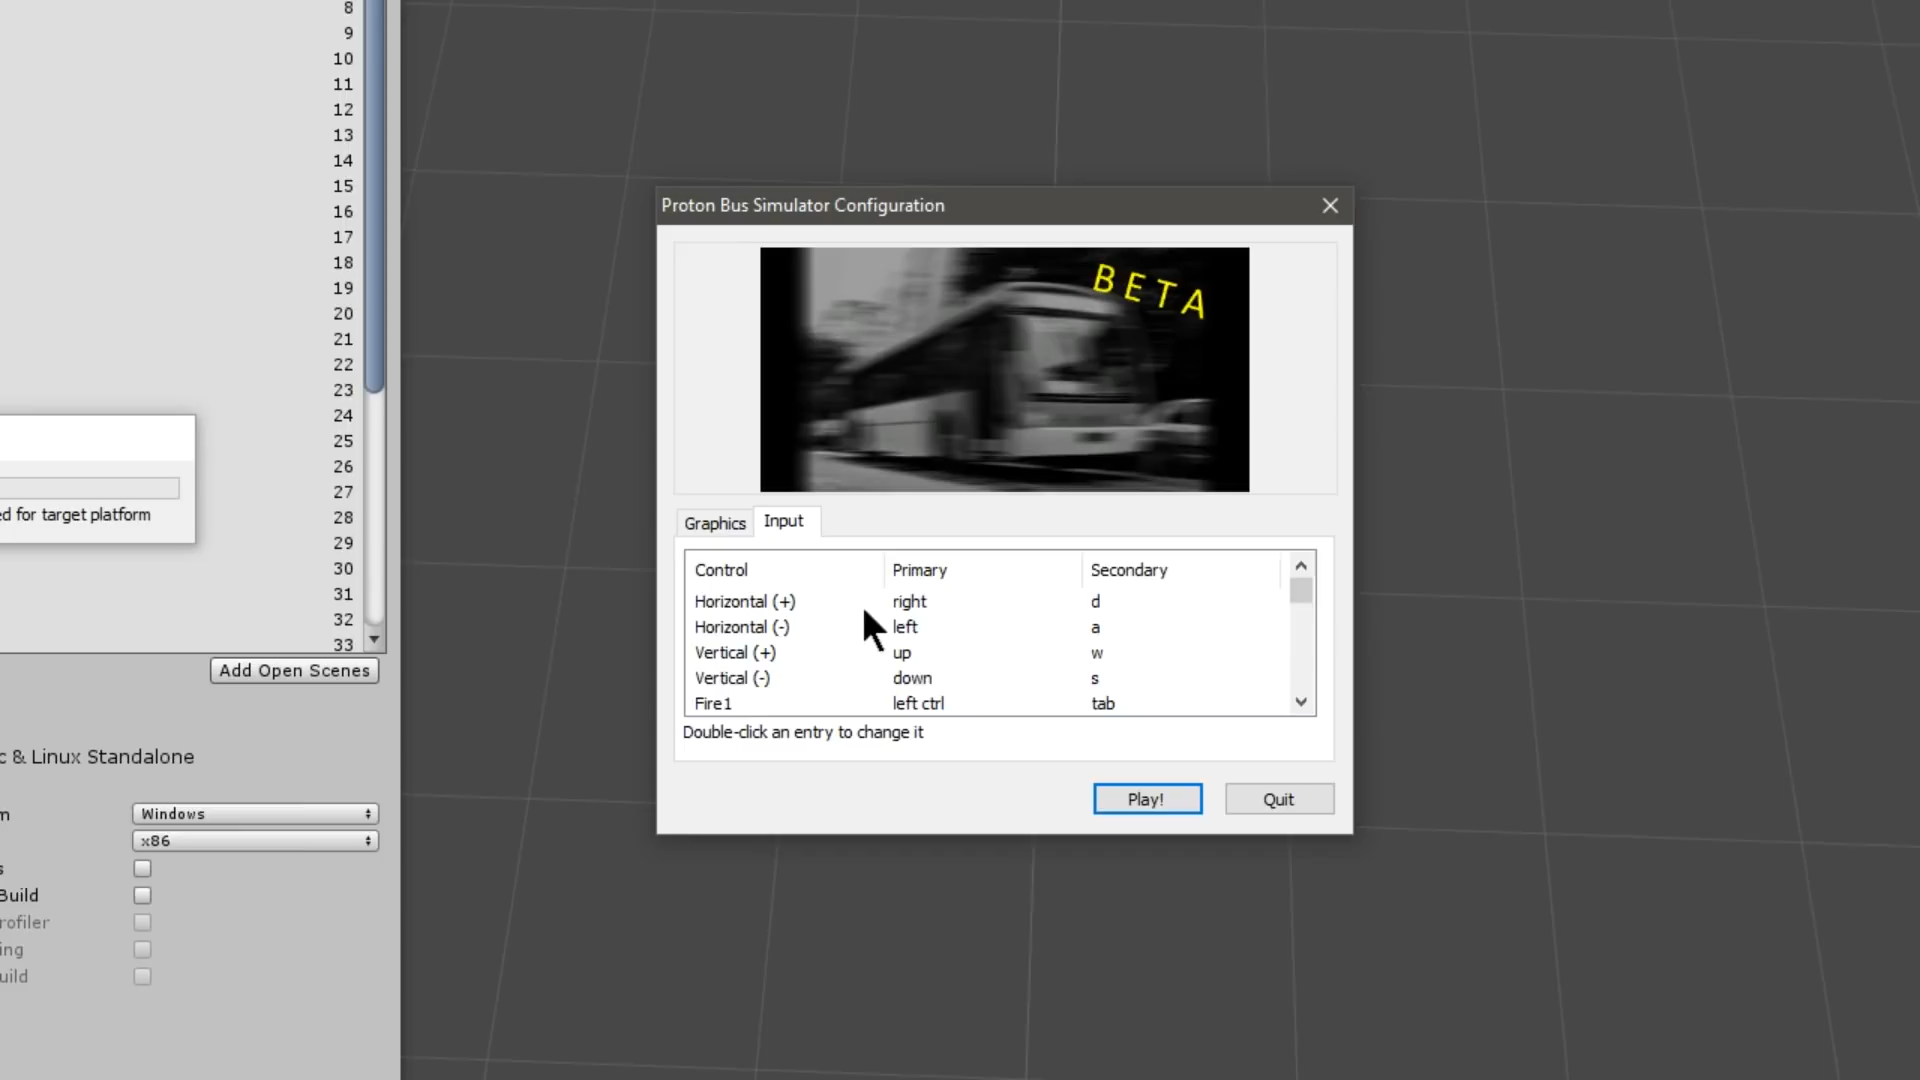 8
9
10
11
12
13
14
15
16
17
18
19
20
21
22
23
24
25
26
27
28
29
30
31
32
33
ed for target platform
Add Open Scenes
c & Linux Standalone
n
Windows
x86
s
Build
rofiler
ing
uild
Proton Bus Simulator Configuration
BETA
Graphics
Input
Control Primary Secondary
Horizontal (+) right d
Horizontal (-) left a
Vertical (+) up w
Vertical (-) down s
Fire1 left ctrl tab
Double-click an entry to change it
Play!
Quit